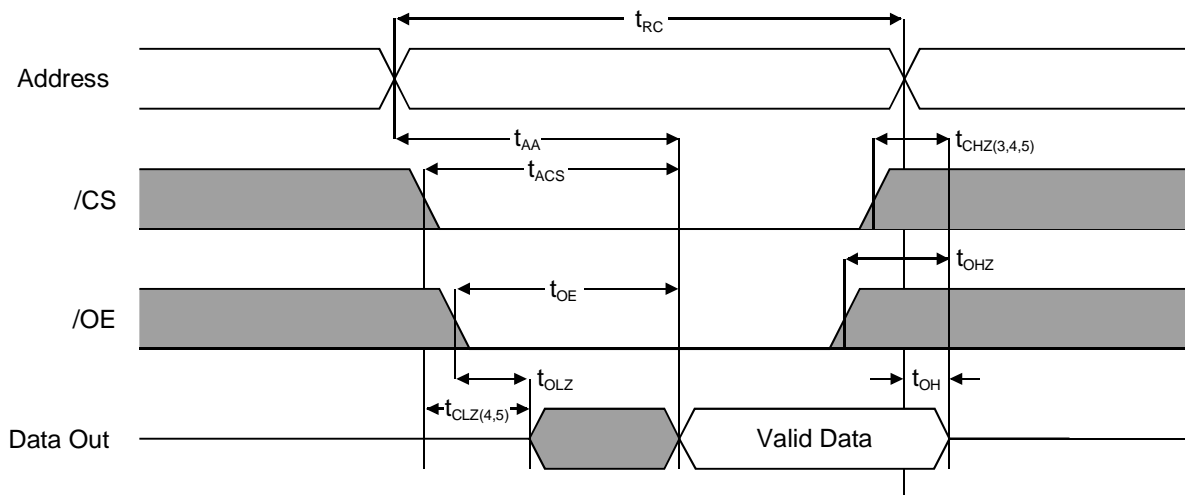 tRC
Address
tAA
tCHZ(3,4,5)
tACS
/CS
tOHZ
tOE
/OE
tOLZ
tOH
tCLZ(4,5)
Data Out
Valid Data